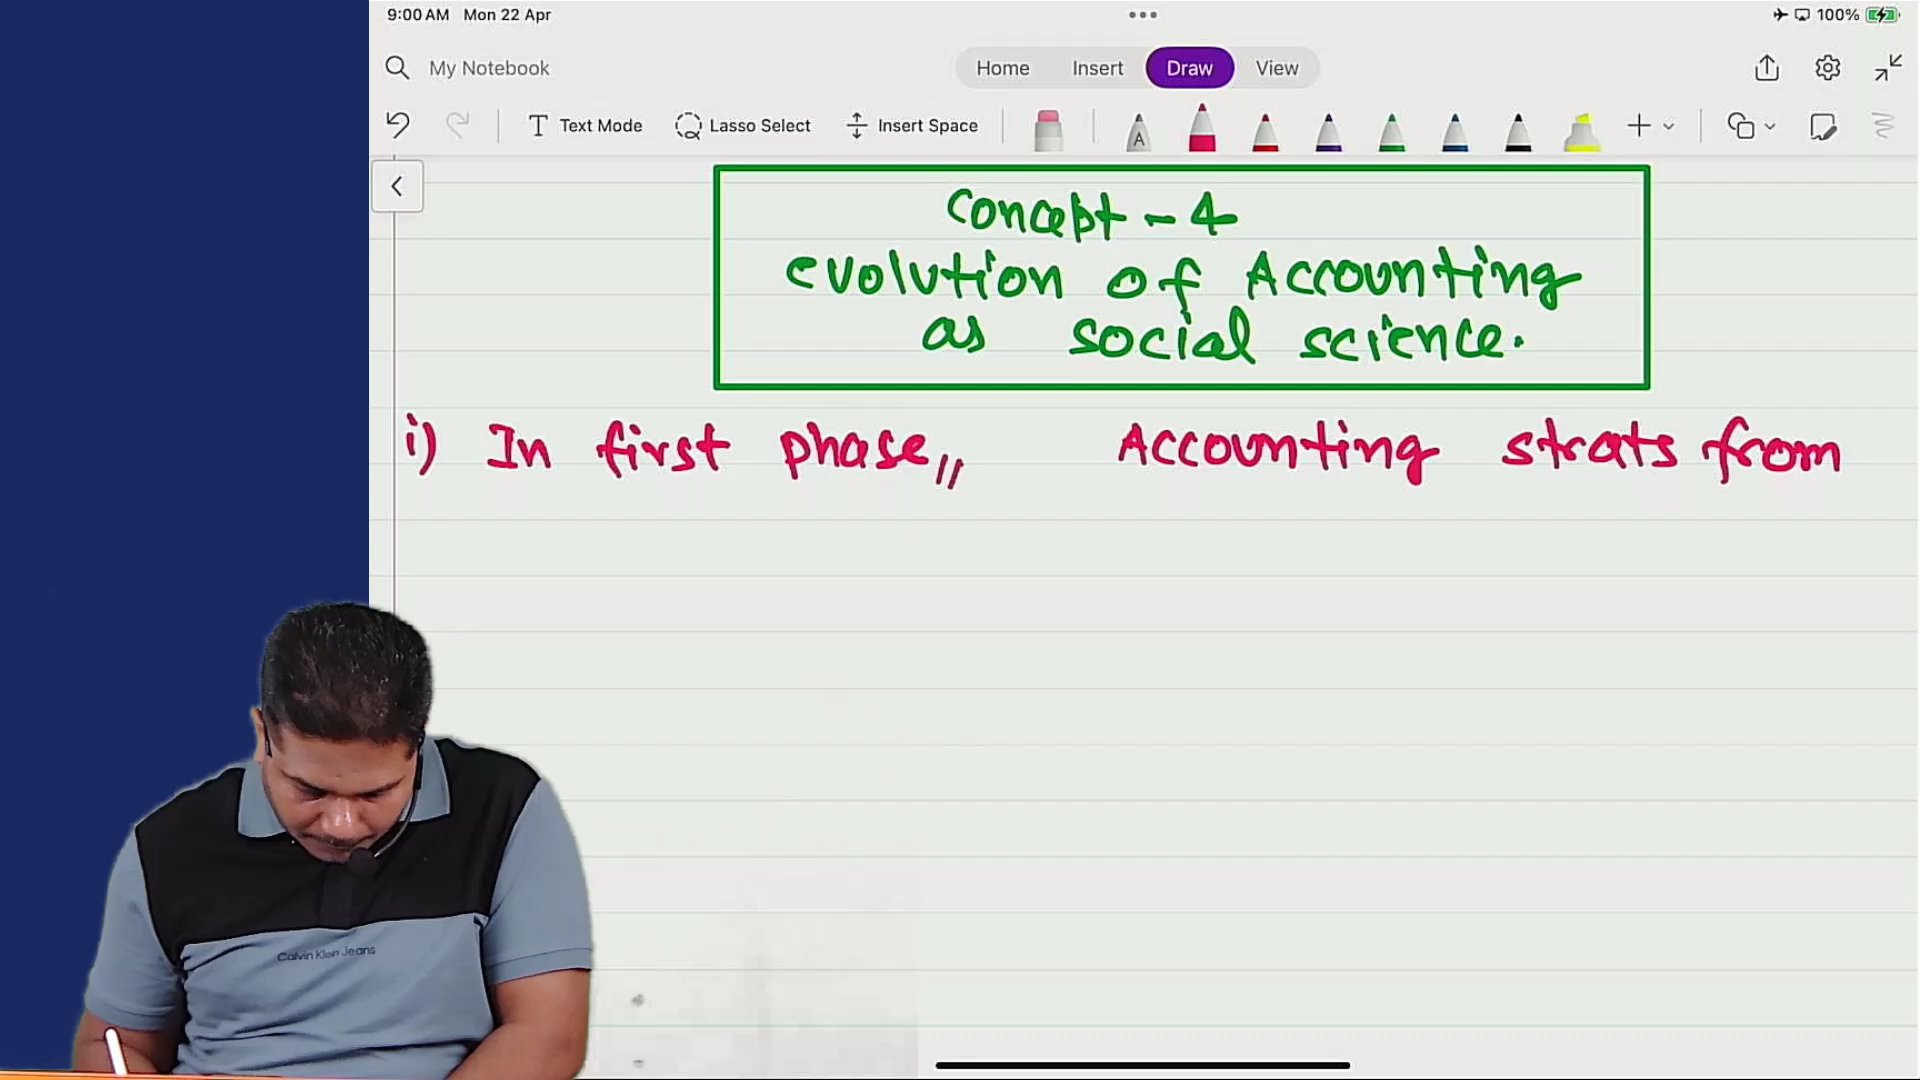 9:00 AM Mon 22 Apr
100%
My Notebook
Home Insert Draw View
Text Mode Lasso Select Insert Space
A
Concept - 4
evolution of Accounting
as social science.
i) In first phase,, Accounting strats from
Calvin Klein Jeans